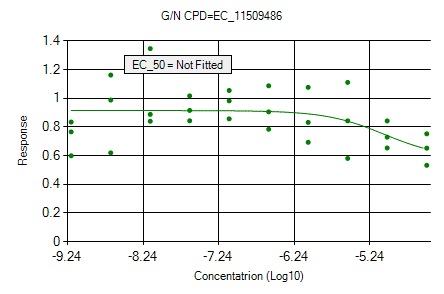 G/N CPD=EC_11509486
EC_50 = Not Fitted
1.4
1.2
1
0.8
0.6
0.4
0.2
0
Response
-9.24 -8.24 -7.24 -6.24 -5.24
Concentatrion (Log10)